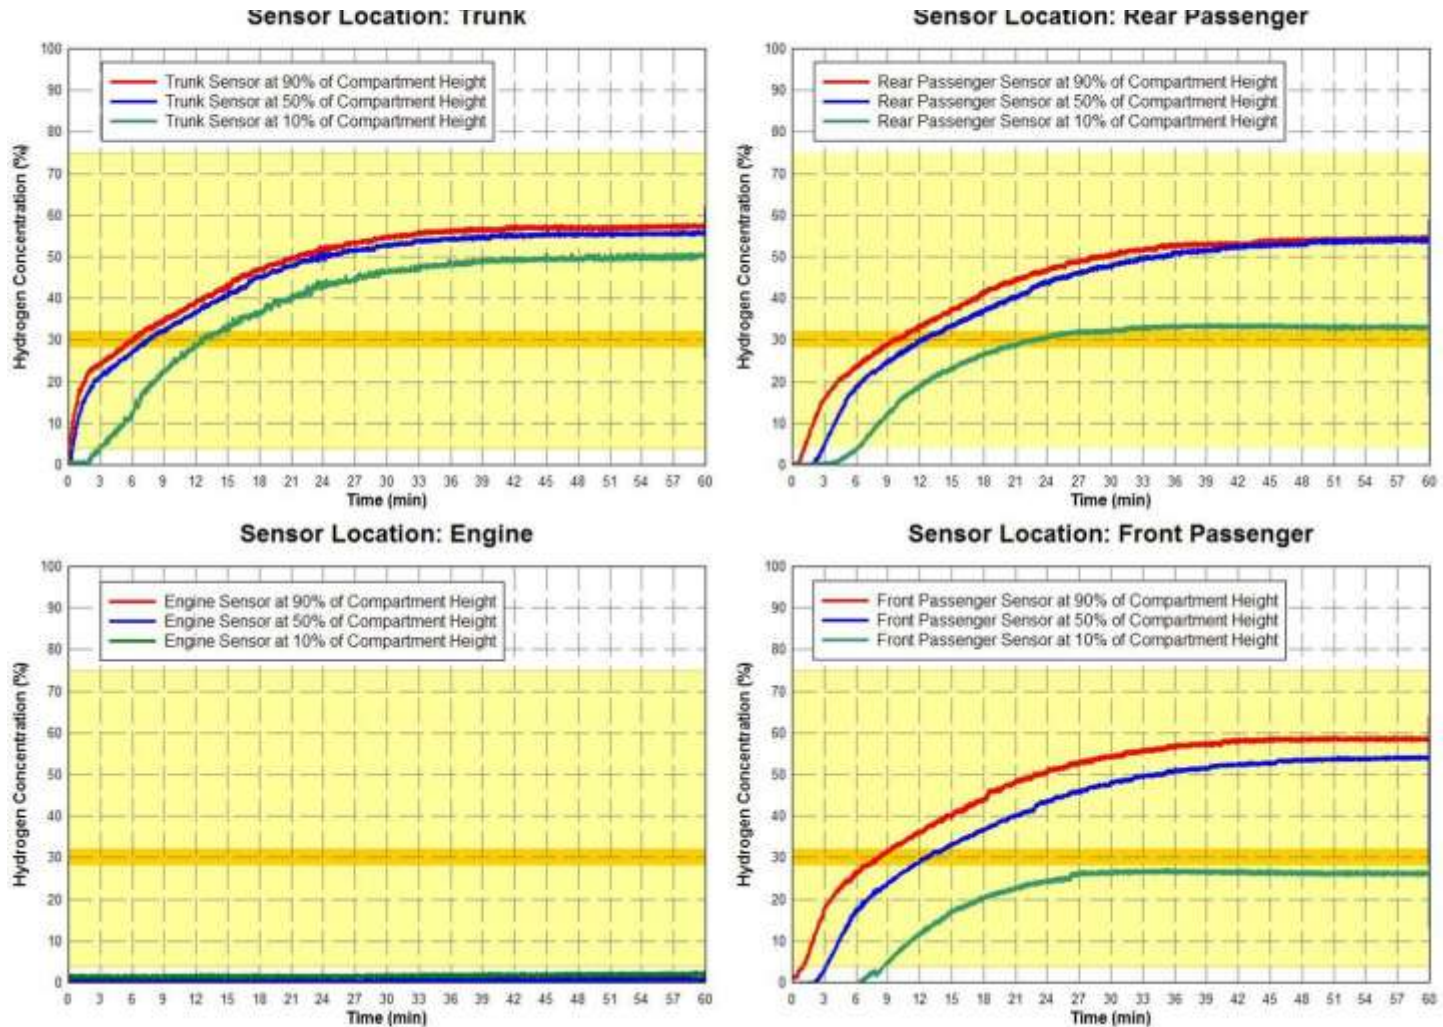 Sensor Location: Trunk
Hydrogen Concentration (%)
100
90
80
70
60
50
40
30
20
10
0
Trunk Sensor at 90% of Compartment Height
Trunk Sensor at 50% of Compartment Height
Trunk Sensor at 10% of Compartment Height
0 3 6 9 12 15 18 21 24 27 30 33 36 39 42 45 48 51 54 57 60
Time (min)
Sensor Location: Rear Passenger
Hydrogen Concentration (%)
100
90
80
70
60
50
40
30
20
10
0
Rear Passenger Sensor at 90% of Compartment Height
Rear Passenger Sensor at 50% of Compartment Height
Rear Passenger Sensor at 10% of Compartment Height
0 3 6 9 12 15 18 21 24 27 30 33 36 39 42 45 48 51 54 57 60
Time (min)
Sensor Location: Engine
Hydrogen Concentration (%)
100
90
80
70
60
50
40
30
20
10
0
Engine Sensor at 90% of Compartment Height
Engine Sensor at 50% of Compartment Height
Engine Sensor at 10% of Compartment Height
0 3 6 9 12 15 18 21 24 27 30 33 36 39 42 45 48 51 54 57 60
Time (min)
Sensor Location: Front Passenger
Hydrogen Concentration (%)
100
90
80
70
60
50
40
30
20
10
0
Front Passenger Sensor at 90% of Compartment Height
Front Passenger Sensor at 50% of Compartment Height
Front Passenger Sensor at 10% of Compartment Height
0 3 6 9 12 15 18 21 24 27 30 33 36 39 42 45 48 51 54 57 60
Time (min)